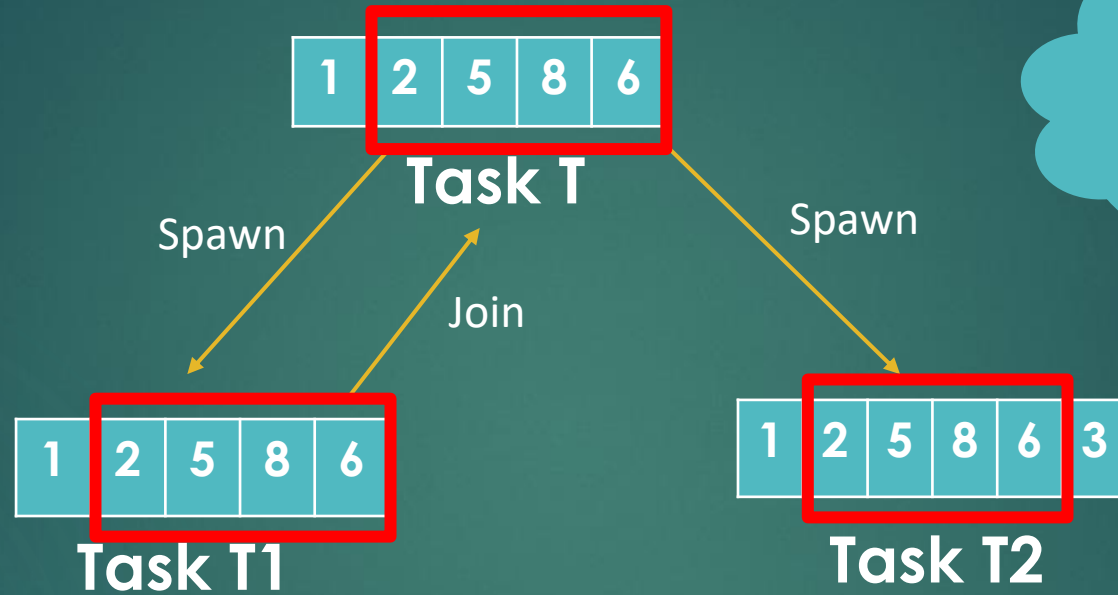 1 2 5 8 6
Task T
Spawn
Spawn
Join
1 2 5 8 6
1 2 5 8 6 3
Task T1
Task T2